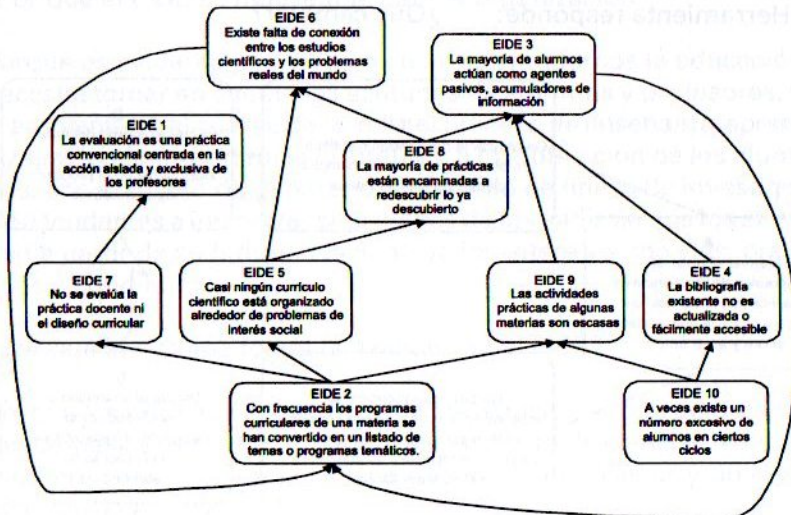 Herramienta responde:
EIDE 6
Existe falta de conexión
entre los estudios
científicos y los problemas
reales del mundo
EIDE 3
La mayoría de alumnos
actúan como agentes
pasivos, acumuladores de
información
EIDE 1
La evaluación es una práctica
convencional centrada en la
acción aislada y exclusiva de
los profesores
EIDE 8
La mayoría de prácticas
están encaminadas a
redescubrir lo ya
descubierto
EIDE 7
No se evalúa la
práctica docente ni
el diseño curricular
EIDE 5
Casi ningún currículo
científico está organizado
alrededor de problemas de
interés social
EIDE 9
Las actividades
prácticas de algunas
materias son escasas
EIDE 4
La bibliografía
existente no es
actualizada o
fácilmente accesible
EIDE 2
Con frecuencia los programas
curriculares de una materia se
han convertido en un listado de
temas o programas temáticos.
EIDE 10
A veces existe un
número excesivo de
alumnos en ciertos
ciclos